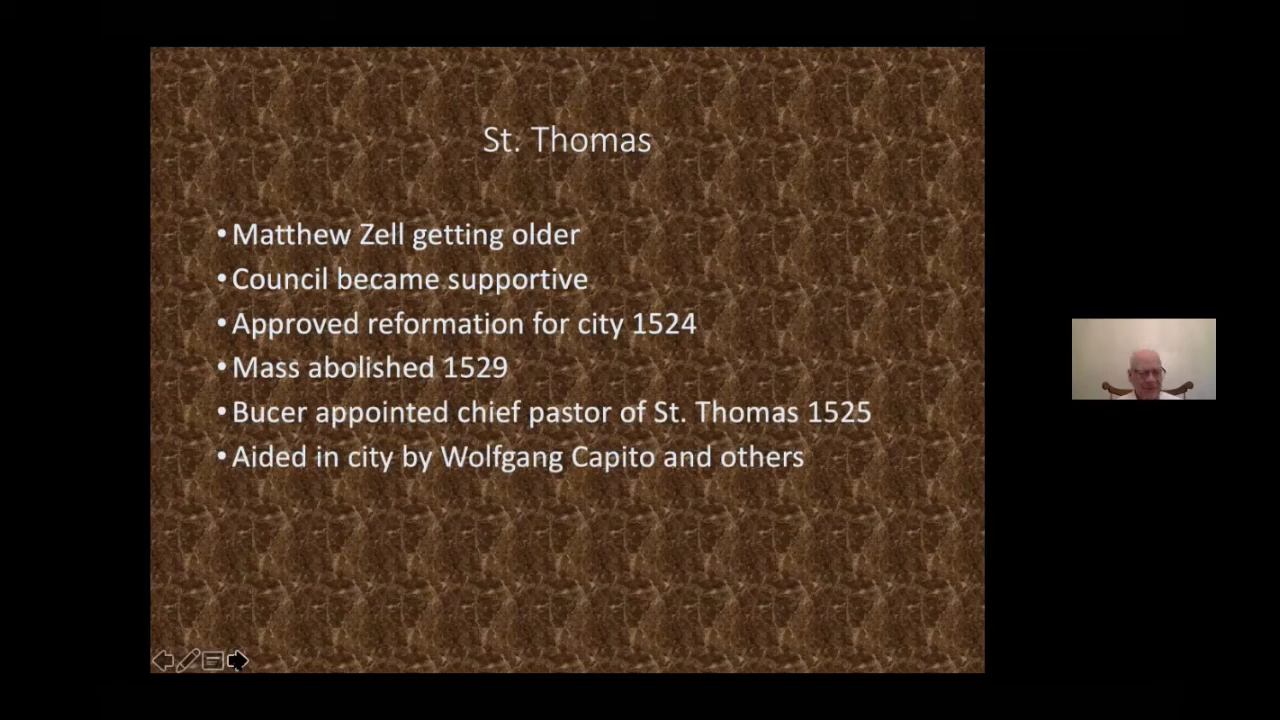 St. Thomas
• Matthew Zell getting older
• Council became supportive
• Approved reformation for city 1524
• Mass abolished 1529
• Bucer appointed chief pastor of St. Thomas 1525
• Aided in city by Wolfgang Capito and others